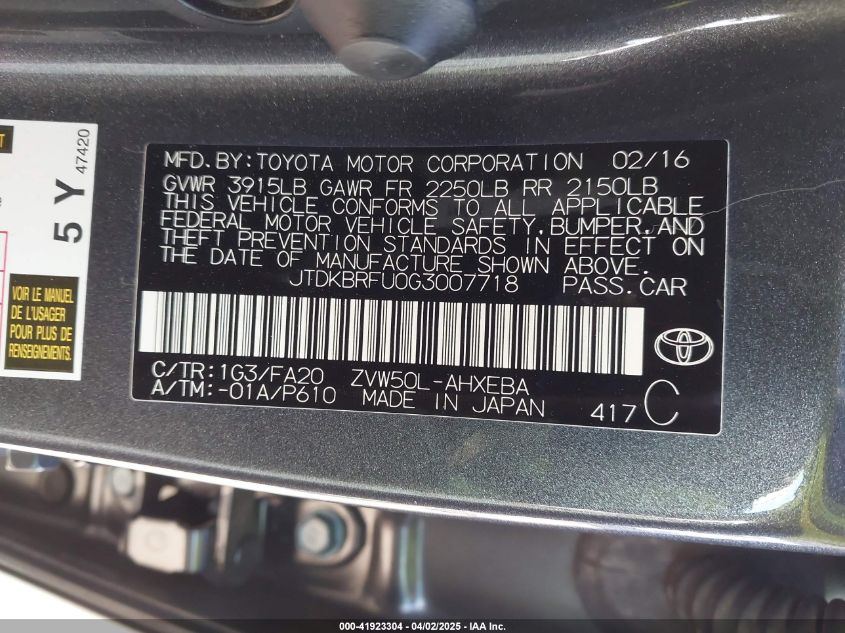 MFD.BY:TOYOTA MOTOR CORPORATION 02/16
GVWR 3915LB GAWR FR 2250LB RR 2150LB
THIS VEHICLE CONFORMS TO ALL APPLICABLE
FEDERAL MOTOR VEHICLE SAFETY,BUMPER,AND
THEFT PREVENTION STANDARDS IN EFFECT ON
THE DATE OF MANUFACTURE SHOWN ABOVE.
JTDKBRFU0G3007718 PASS.CAR
C/TR:1G3/FA20 ZVW50L-AHXEBA
A/TM:-01A/P610 MADE IN JAPAN 417 C
5 Y 47420
VOIR LE MANUEL
DE L'USAGER
POUR PLUS DE
RENSEIGNEMENTS.
000-41923304 - 04/02/2025 - IAA Inc.